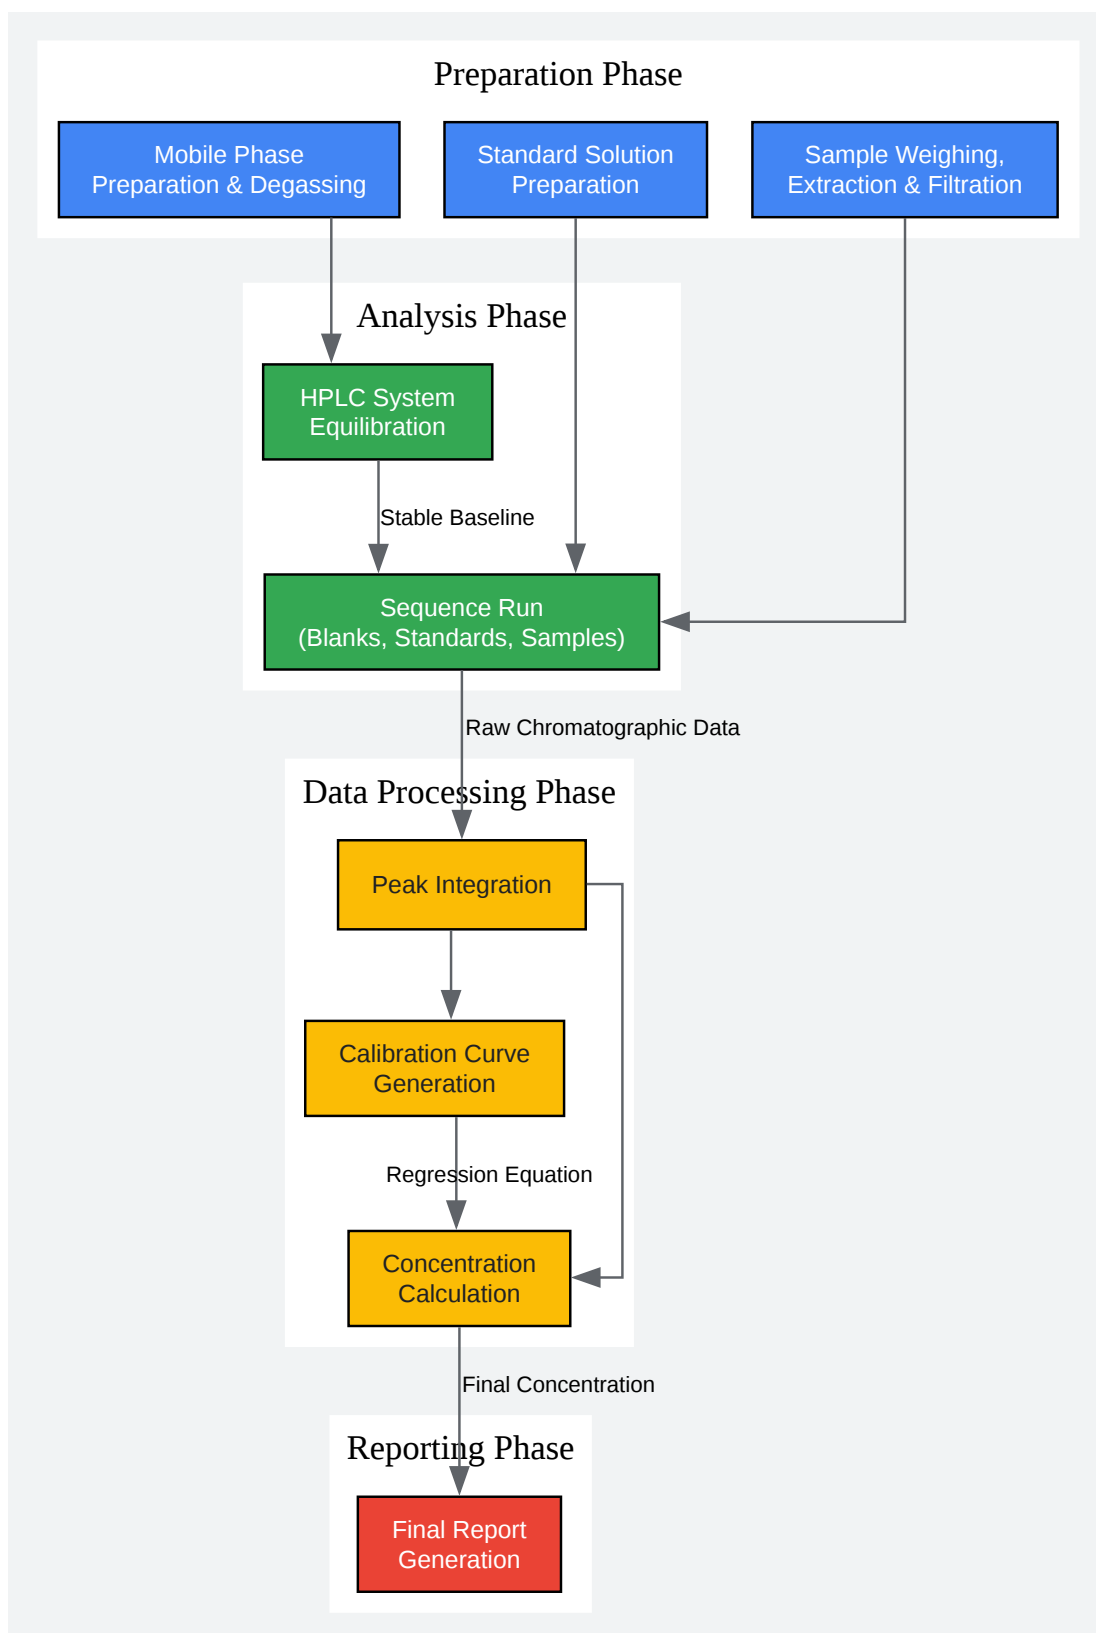 Preparation Phase
Mobile Phase
Preparation & Degassing
Standard Solution
Preparation
Sample Weighing,
Extraction & Filtration
Analysis Phase
HPLC System
Equilibration
Stable Baseline
Sequence Run
(Blanks, Standards, Samples)
Raw Chromatographic Data
Data Processing Phase
Peak Integration
Calibration Curve
Generation
Regression Equation
Concentration
Calculation
Final Concentration
Reporting Phase
Final Report
Generation